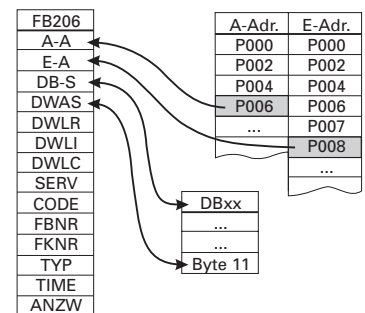 FB206
A-A
E-A
DB-S
DWAS
DWLR
DWLI
DWLC
SERV
CODE
FBNR
FKNR
TYP
TIME
ANZW
A-Adr. E-Adr.
P000 P000
P002 P002
P004 P004
P006 P006
... P007
P008
...
DBxx
...
...
Byte 11